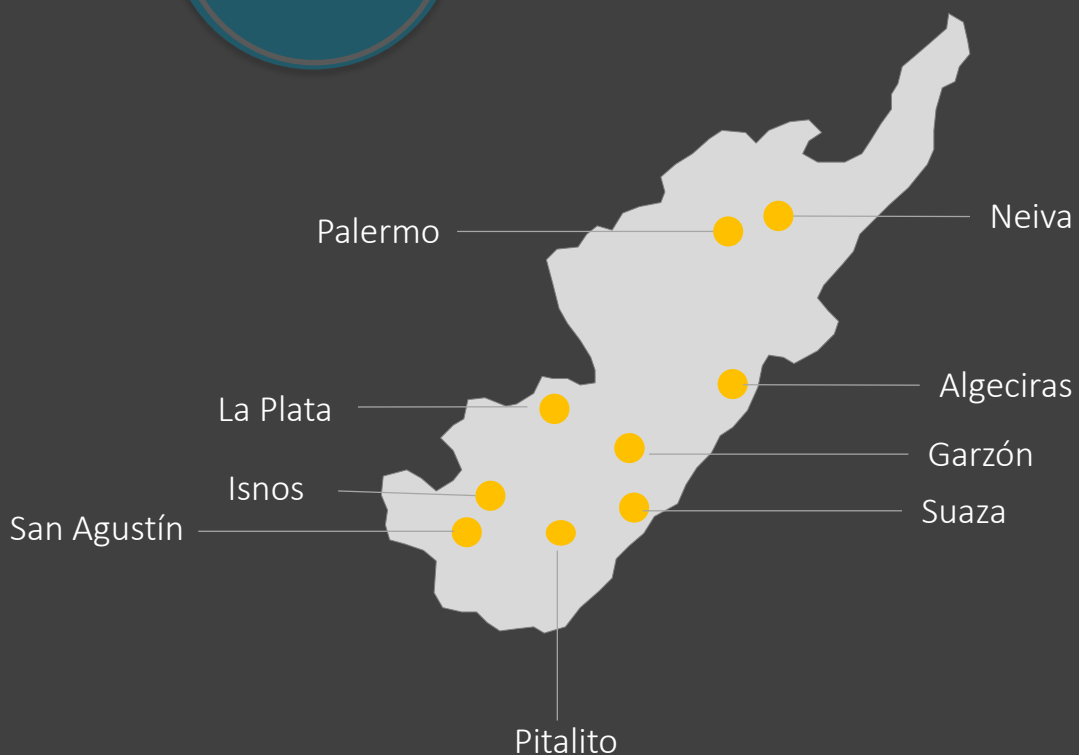 Neiva
Palermo
Algeciras
La Plata
Garzón
Isnos
Suaza
San Agustín
Pitalito